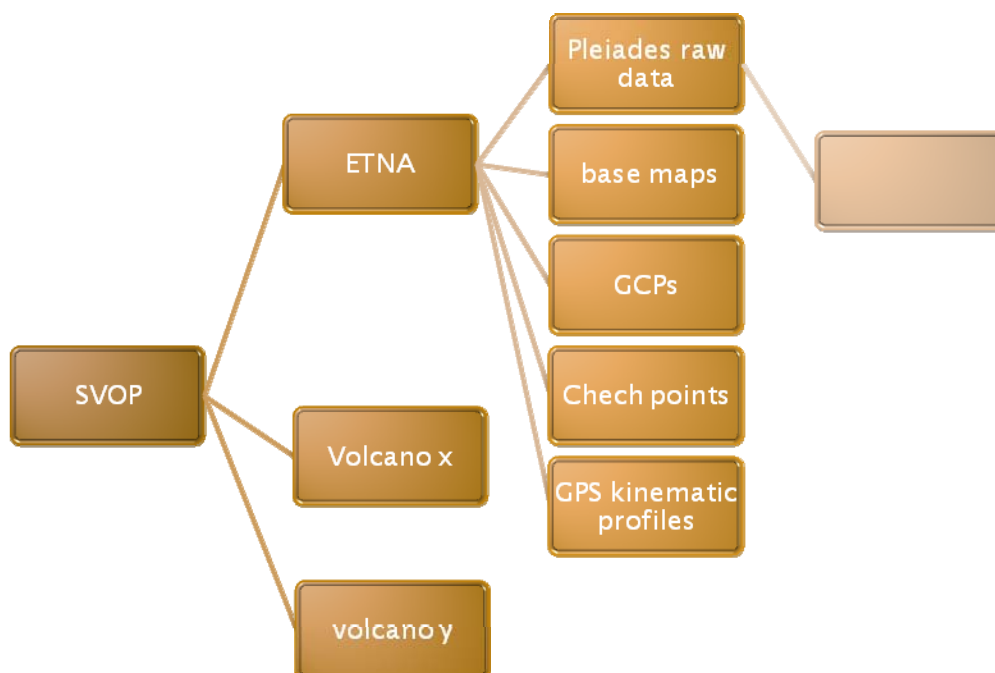 SVOP
ETNA
Volcano x
volcano y
Pleiades raw
data
base maps
GCPs
Chech points
GPS kinematic
profiles